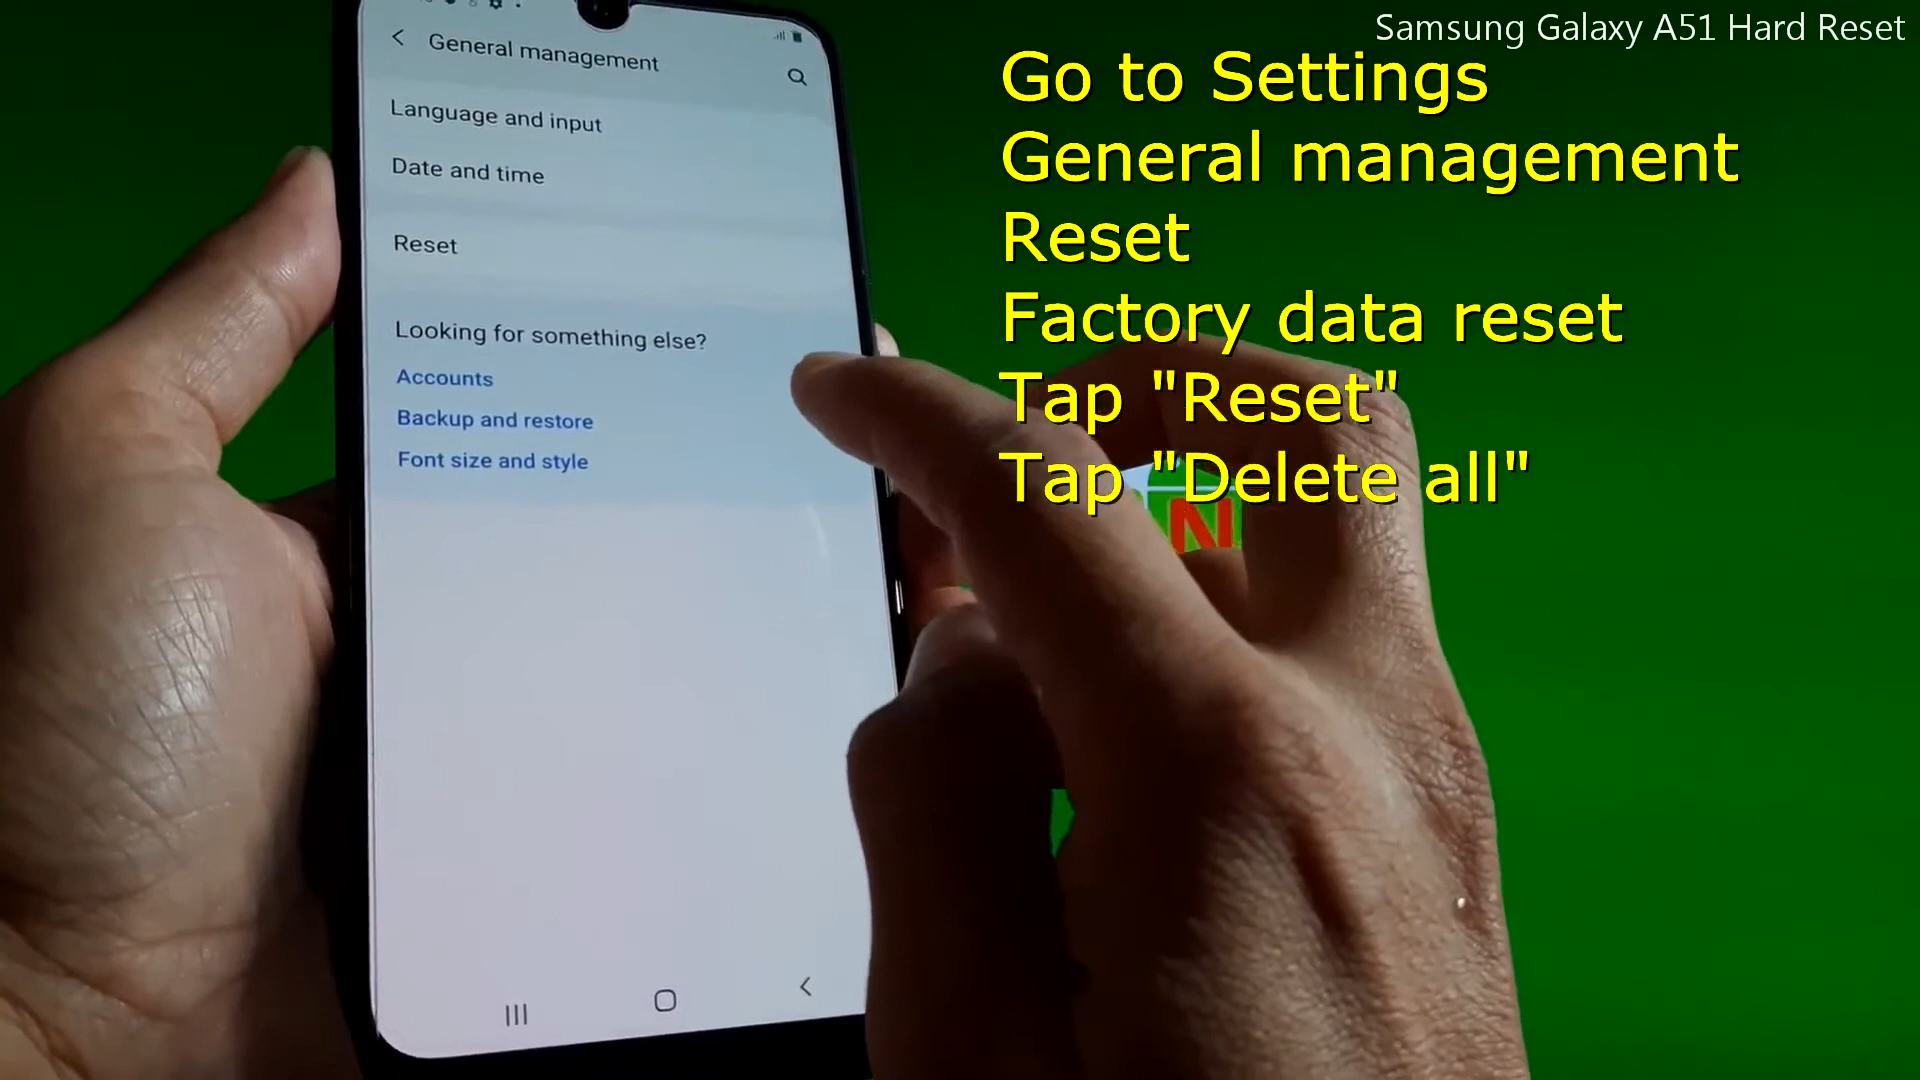 Samsung Galaxy A51 Hard Reset
Go to Settings
General management
Reset
Factory data reset
Tap "Reset"
Tap "Delete all"
General management
Language and input
Date and time
Reset
Looking for something else?
Accounts
Backup and restore
Font size and style
N